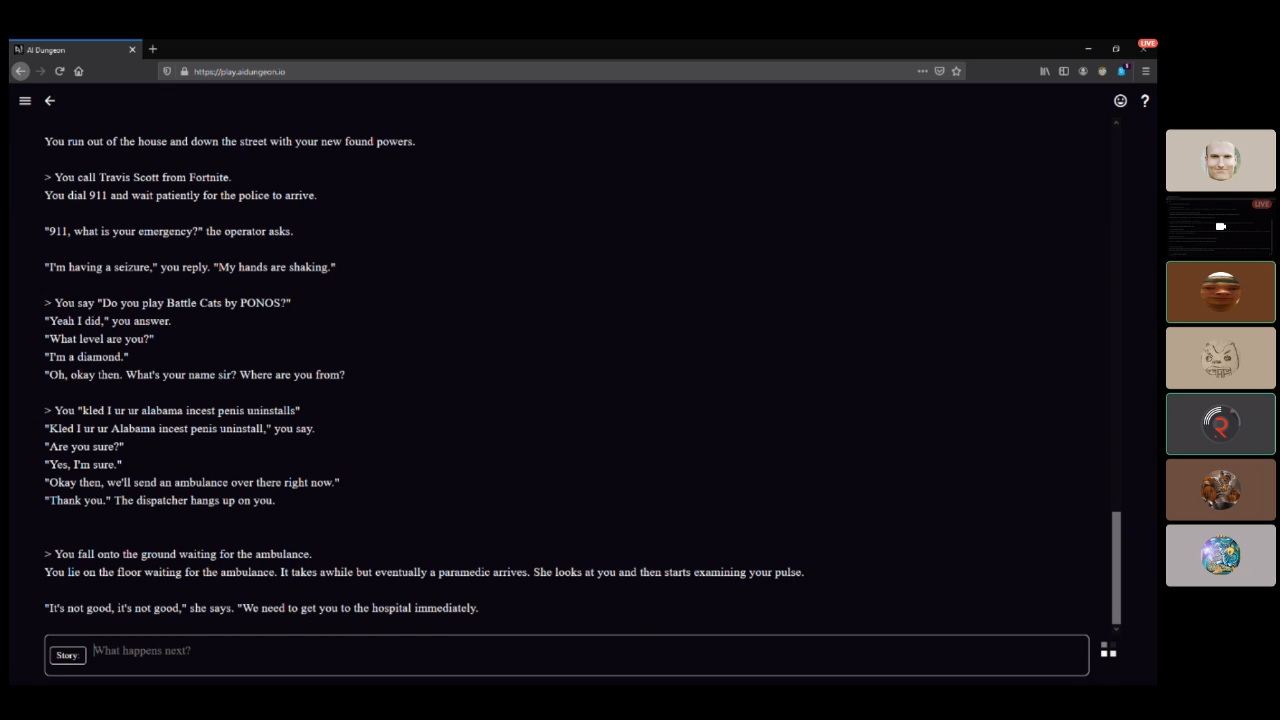 AI Dungeon
LIVE
https://play.aidungeon.io
You run out of the house and down the street with your new found powers.
> You call Travis Scott from Fortnite.
You dial 911 and wait patiently for the police to arrive.
"911, what is your emergency?" the operator asks.
"I'm having a seizure," you reply. "My hands are shaking."
> You say "Do you play Battle Cats by PONOS?"
"Yeah I did," you answer.
"What level are you?"
"I'm a diamond."
"Oh, okay then. What's your name sir? Where are you from?
> You "kled I ur ur alabama incest penis uninstalls"
"Kled I ur ur Alabama incest penis uninstall," you say.
"Are you sure?"
"Yes, I'm sure."
"Okay then, we'll send an ambulance over there right now."
"Thank you." The dispatcher hangs up on you.
> You fall onto the ground waiting for the ambulance.
You lie on the floor waiting for the ambulance. It takes awhile but eventually a paramedic arrives. She looks at you and then starts examining your pulse.
"It's not good, it's not good," she says. "We need to get you to the hospital immediately.
Story: What happens next?
LIVE